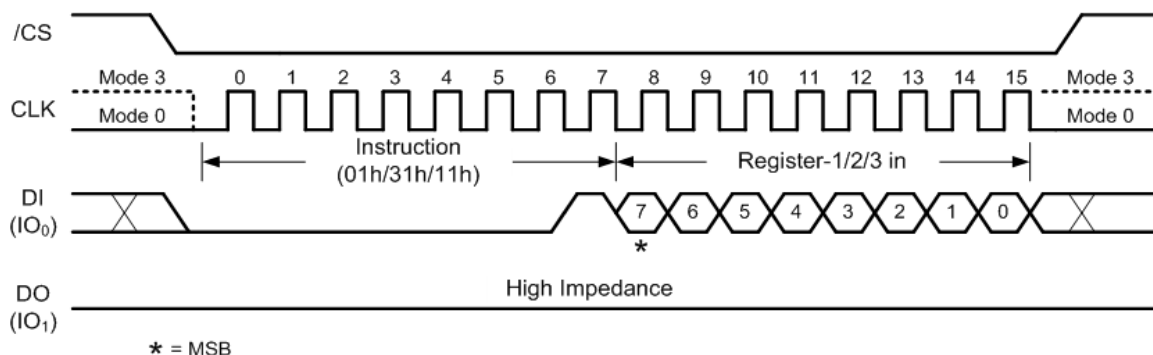 /CS
Mode 3 0 1 2 3 4 5 6 7 8 9 10 11 12 13 14 15 Mode 3
CLK
Mode 0 Mode 0
Instruction
(01h/31h/11h)
Register-1/2/3 in
DI
(IO₀)
7 6 5 4 3 2 1 0
*
High Impedance
DO
(IO₁)
* = MSB